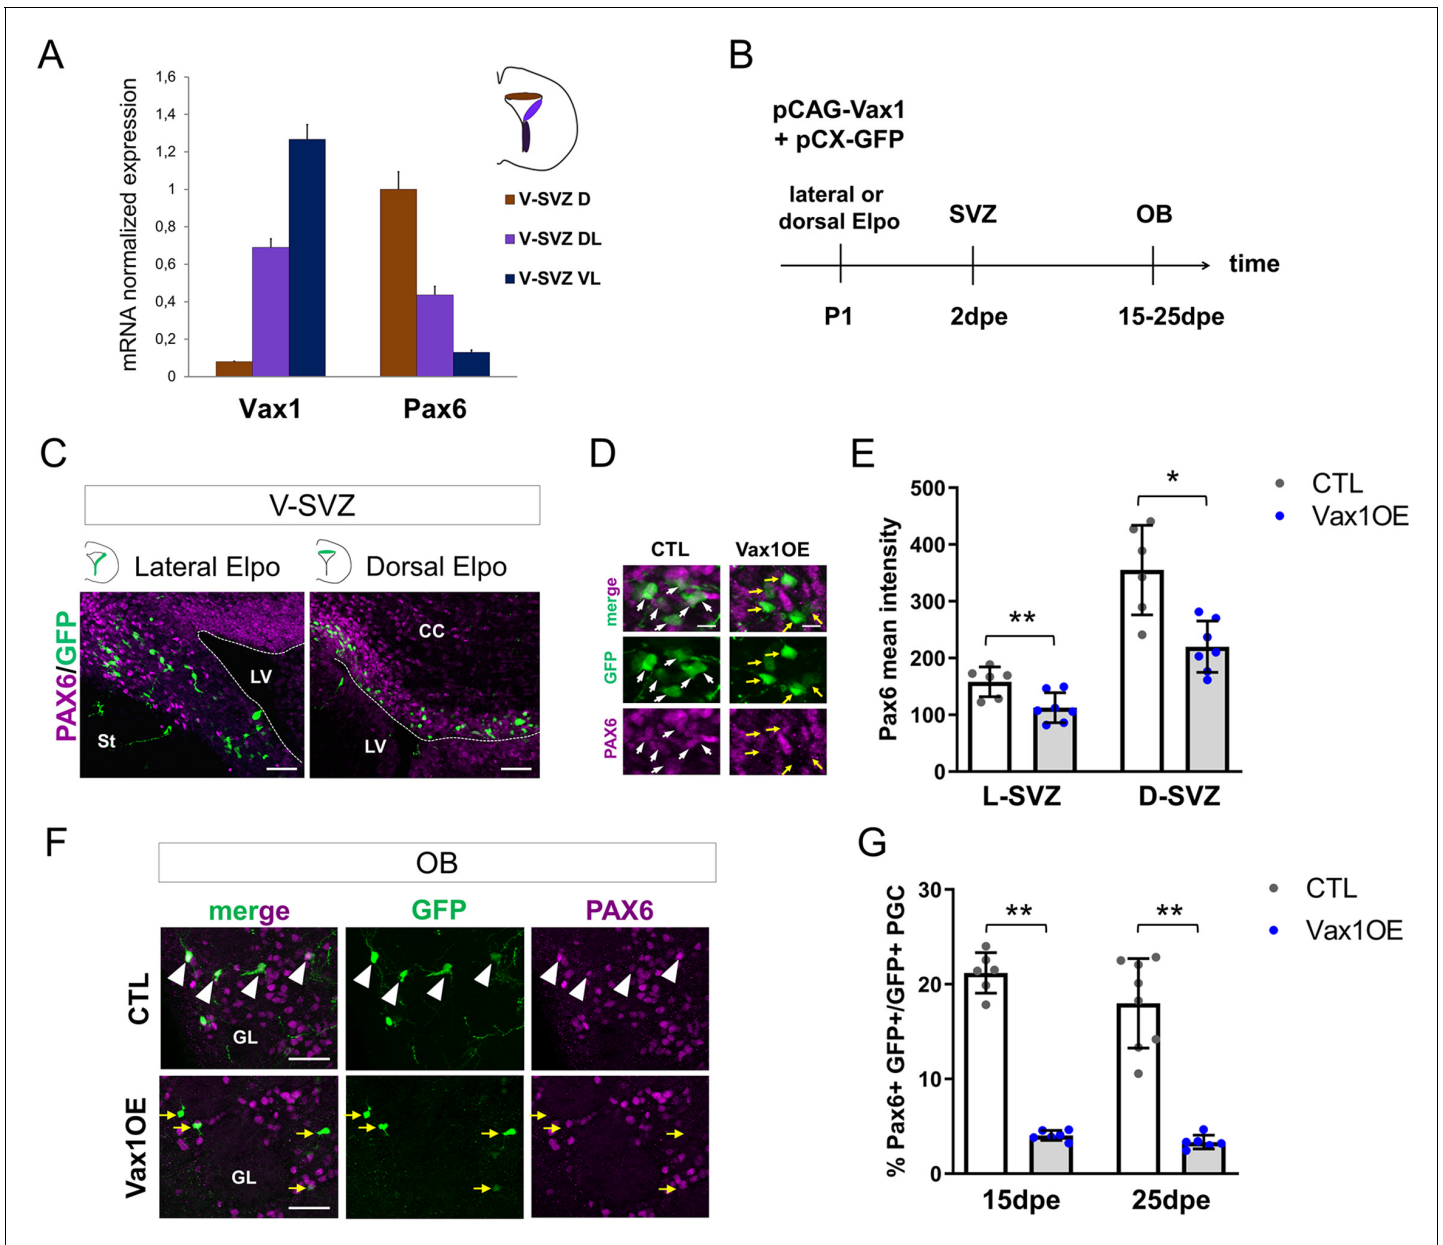 A
mRNA normalized expression
1,6
1,4
1,2
1
0,8
0,6
0,4
0,2
0
Vax1
Pax6
V-SVZ D
V-SVZ DL
V-SVZ VL
B
pCAG-Vax1
+ pCX-GFP
lateral or
dorsal Elpo
SVZ
OB
time
P1
2dpe
15-25dpe
C
V-SVZ
Lateral Elpo
Dorsal Elpo
PAX6/GFP
LV
St
CC
LV
D
CTL
Vax1OE
merge
GFP
PAX6
E
Pax6 mean intensity
500
400
300
200
100
0
**
*
L-SVZ
D-SVZ
CTL
Vax1OE
F
OB
merge
GFP
PAX6
CTL
GL
Vax1OE
GL
G
% Pax6+ GFP+/GFP+ PGC
30
20
10
0
**
**
15dpe
25dpe
CTL
Vax1OE